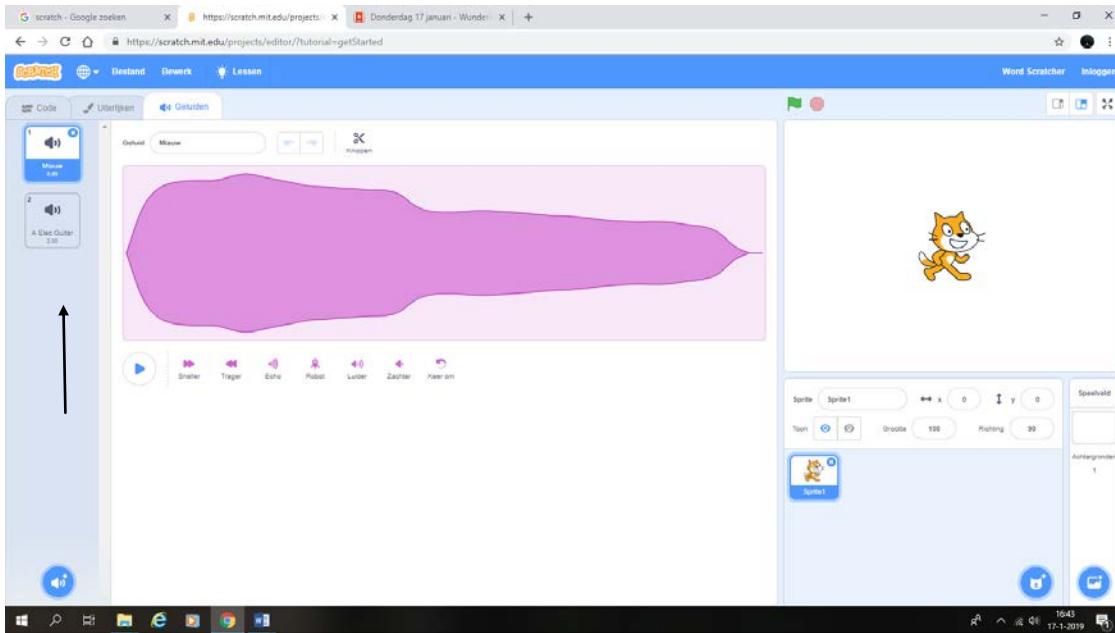 scratch - Google zoeken
https://scratch.mit.edu/projects/
Donderdag 17 januari - Wunder
https://scratch.mit.edu/projects/editor/?tutorial=getStarted
SCRATCH
Bestand
Bewerk
Lessen
Word Scratcher
Inloggen
Code
Uiterlijken
Geluiden
1
Miauw
2
A Elec Guitar
Geluid
Miauw
Knippen
Sneller
Trager
Echo
Robot
Luider
Zachter
Keer om
Sprite
Sprite1
x
0
y
0
Toon
Grootte
100
Richting
90
Sprite1
Speelveld
Achtergronden
1
16:43
17-1-2019